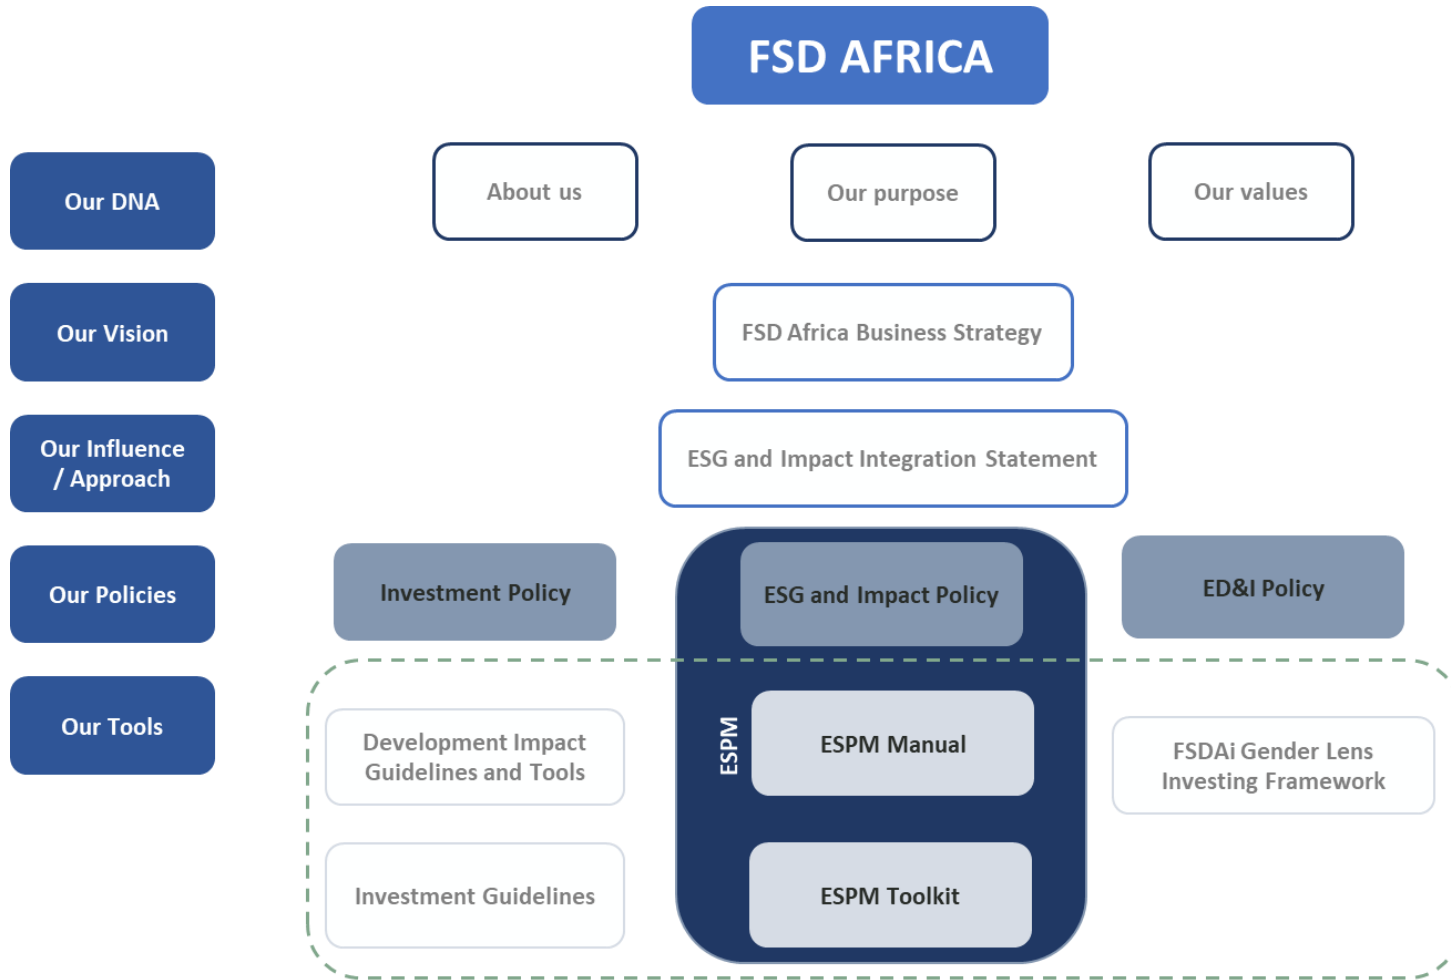 FSD AFRICA
Our DNA
About us
Our purpose
Our values
Our Vision
FSD Africa Business Strategy
Our Influence
/ Approach
ESG and Impact Integration Statement
Our Policies
Investment Policy
ESG and Impact Policy
ED&I Policy
Our Tools
Development Impact
Guidelines and Tools
ESPM
ESPM Manual
FSDAi Gender Lens
Investing Framework
Investment Guidelines
ESPM Toolkit